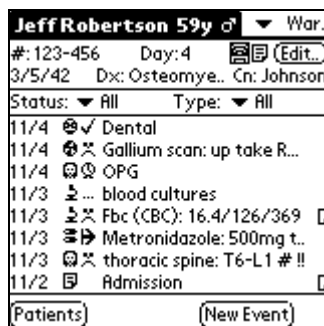 Jeff Robertson 59y ♂ ▼ War.
#: 123-456 Day: 4 Edit..
3/5/42 Dx: Osteomye.. Cn: Johnson
Status: ▼ All Type: ▼ All
11/4 ✓ Dental
11/4 Gallium scan: up take R...
11/4 OPG
11/3 ... blood cultures
11/3 Fbc (CBC): 16.4/126/369
11/3 Metronidazole: 500mg t..
11/3 thoracic spine: T6-L1 # !!
11/2 Admission
Patients New Event